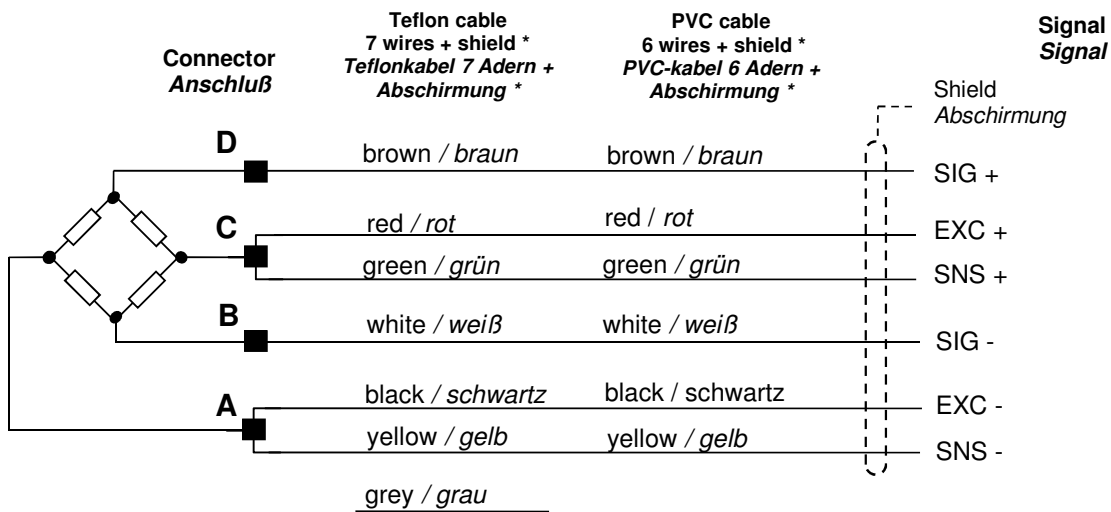 Teflon cable
7 wires + shield *
Teflonkabel 7 Adern +
Abschirmung *
PVC cable
6 wires + shield *
PVC-kabel 6 Adern +
Abschirmung *
Signal
Signal
Connector
Anschluß
Shield
Abschirmung
D
brown / braun
brown / braun
SIG +
C
red / rot
red / rot
EXC +
green / grün
green / grün
SNS +
B
white / weiß
white / weiß
SIG -
A
black / schwartz
black / schwartz
EXC -
yellow / gelb
yellow / gelb
SNS -
grey / grau